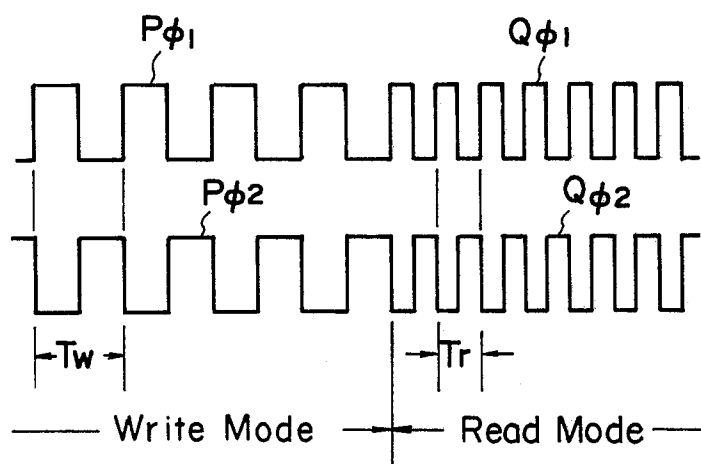 Pϕ1 Qϕ1
Pϕ2 Qϕ2
Tw Tr
Write Mode Read Mode